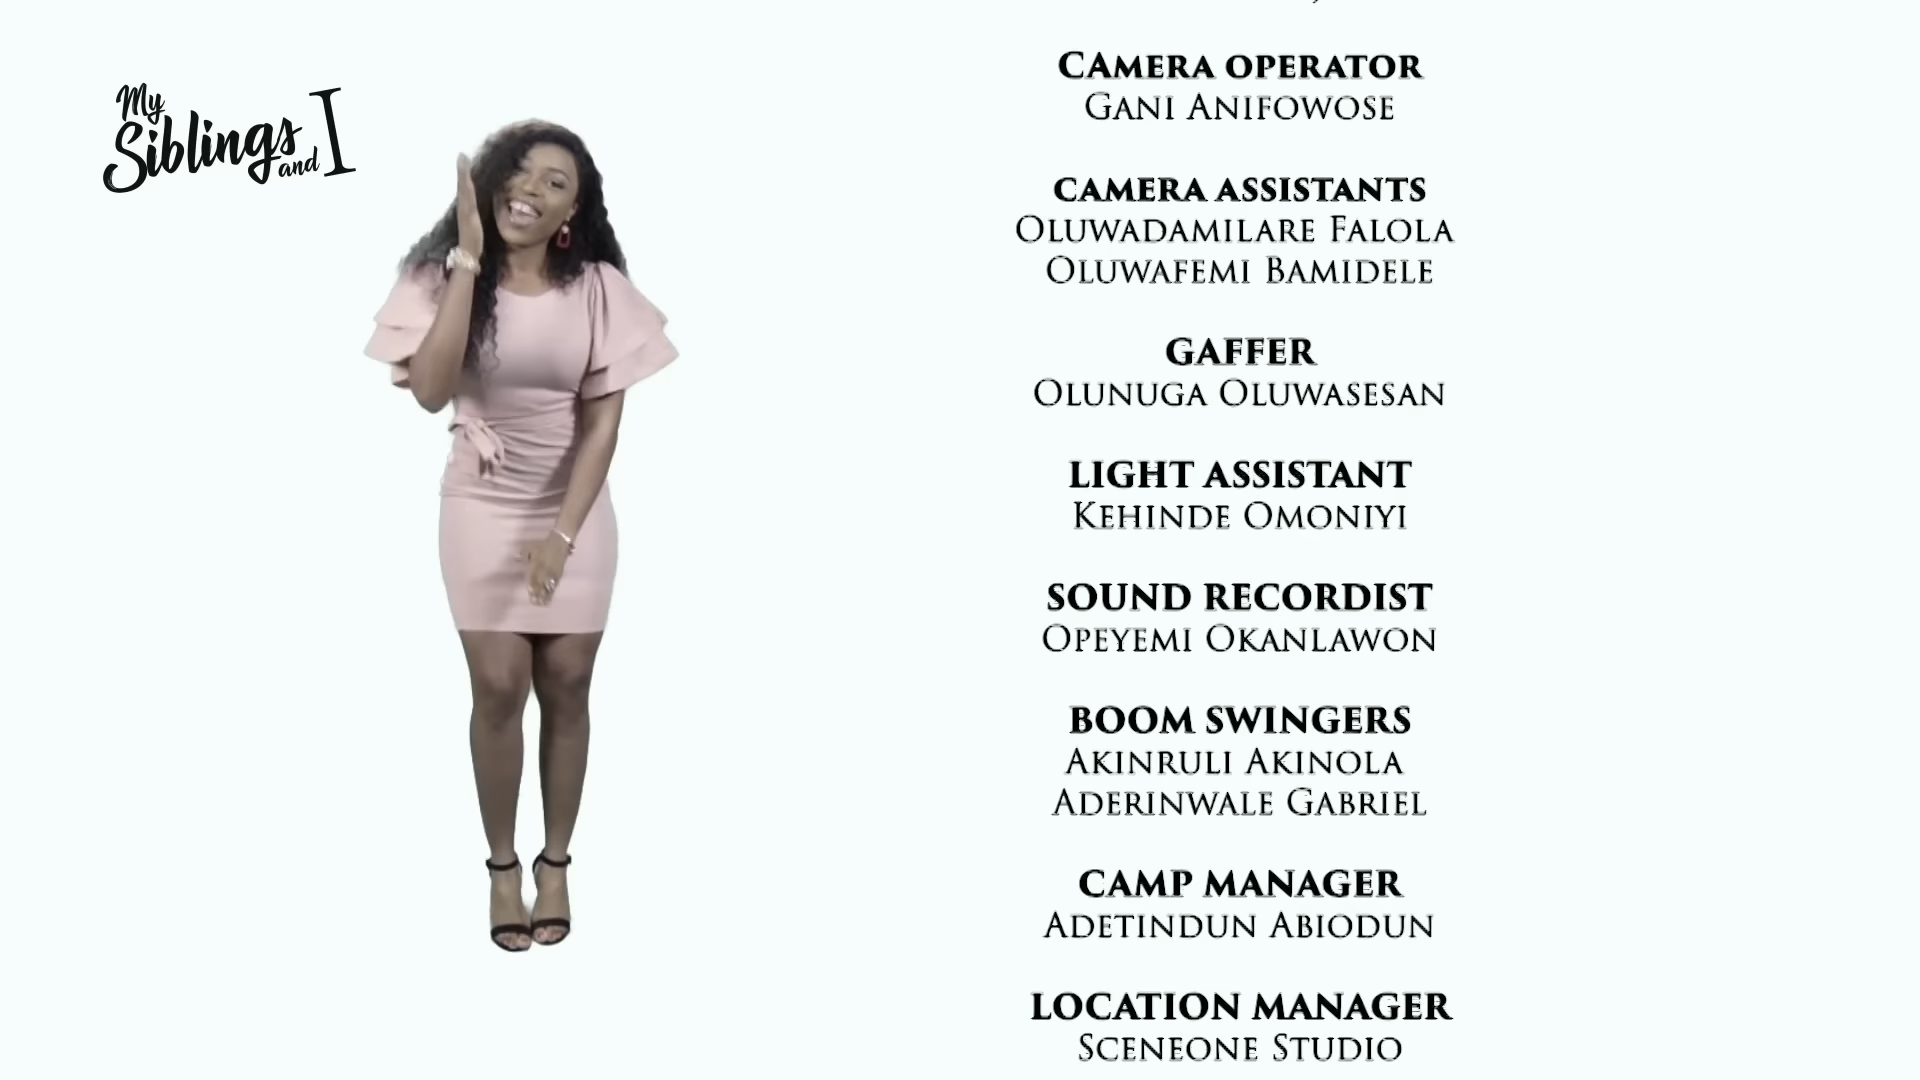 My
Siblings
and I
CAMERA OPERATOR
GANI ANIFOWOSE
CAMERA ASSISTANTS
OLUWADAMILARE FALOLA
OLUWAFEMI BAMIDELE
GAFFER
OLUNUGA OLUWASESAN
LIGHT ASSISTANT
KEHINDE OMONIYI
SOUND RECORDIST
OPEYEMI OKANLAWON
BOOM SWINGERS
AKINRULI AKINOLA
ADERINWALE GABRIEL
CAMP MANAGER
ADETINDUN ABIODUN
LOCATION MANAGER
SCENEONE STUDIO